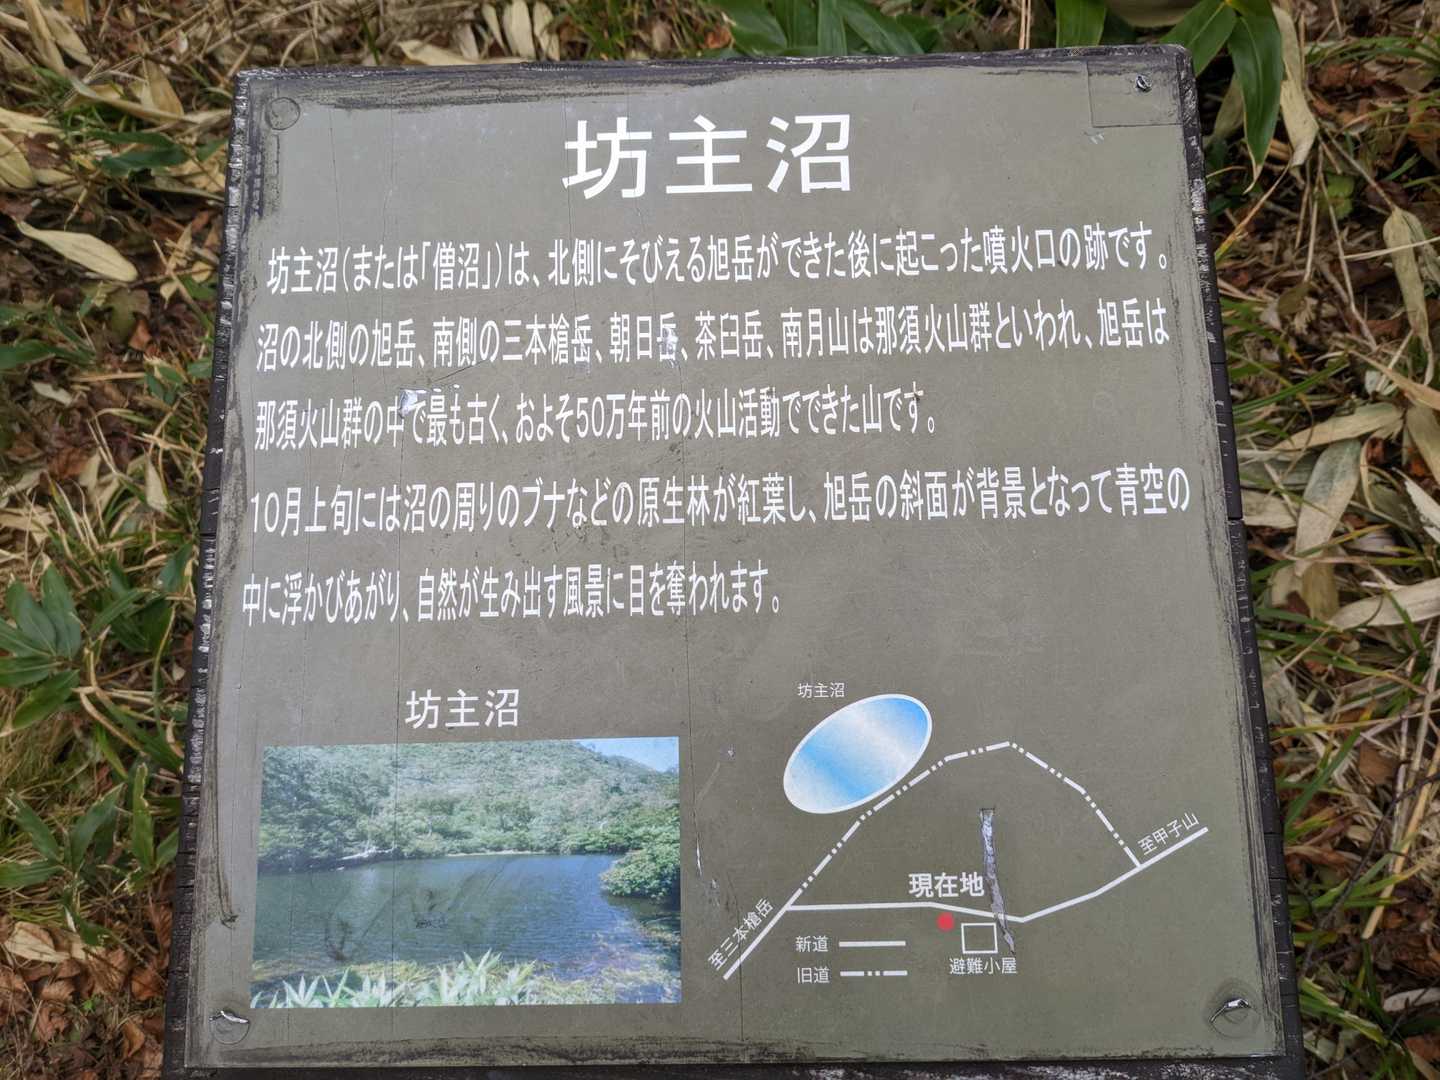 坊主沼
坊主沼(または「僧沼」)は、北側にそびえる旭岳ができた後に起こった噴火口の跡です。
沼の北側の旭岳、南側の三本槍岳、朝日岳、茶臼岳、南月山は那須火山群といわれ、旭岳は
那須火山群の中で最も古く、およそ50万年前の火山活動でできた山です。
10月上旬には沼の周りのブナなどの原生林が紅葉し、旭岳の斜面が背景となって青空の
中に浮かびあがり、自然が生み出す風景に目を奪われます。
坊主沼
坊主沼
至甲子山
現在地
至三本槍岳
新道
旧道
避難小屋